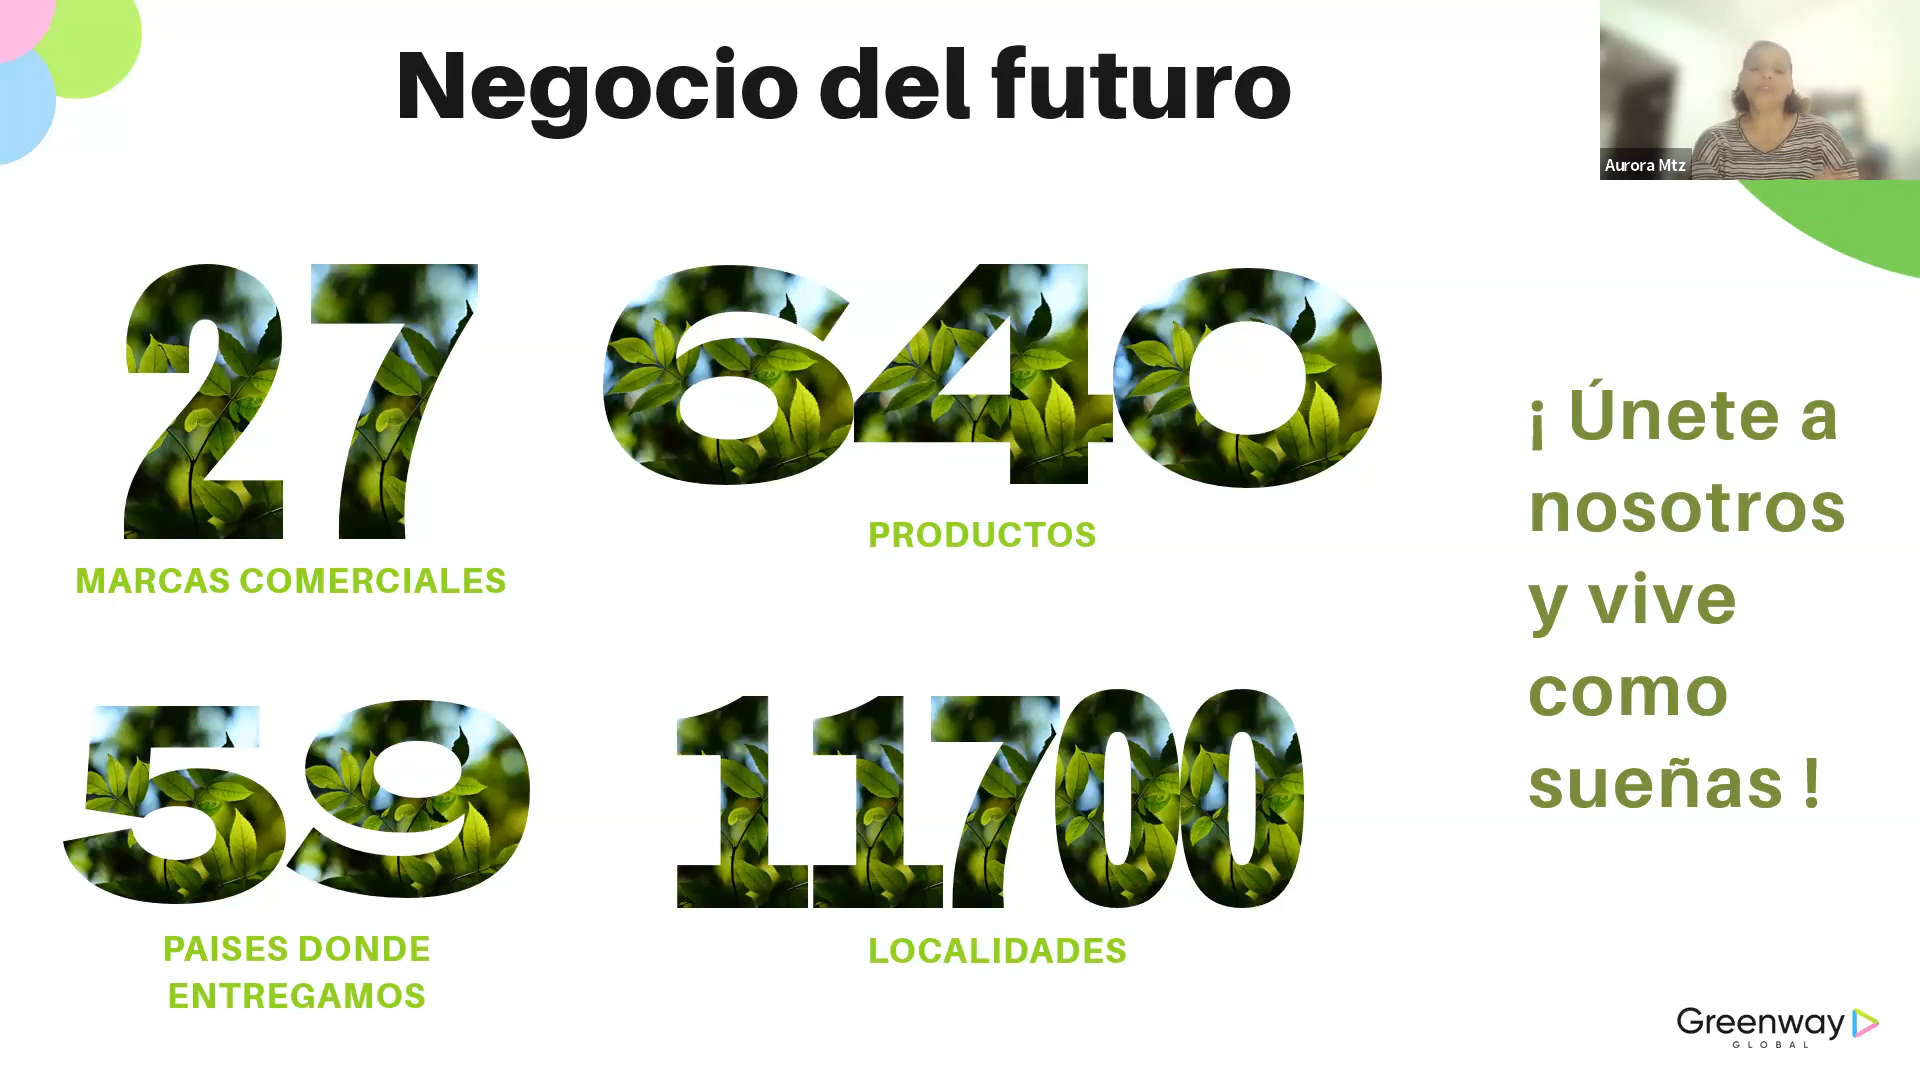 Negocio del futuro
Aurora Mtz
27
MARCAS COMERCIALES
640
PRODUCTOS
59
PAISES DONDE
ENTREGAMOS
11700
LOCALIDADES
¡ Únete a
nosotros
y vive
como
sueñas !
Greenway
GLOBAL